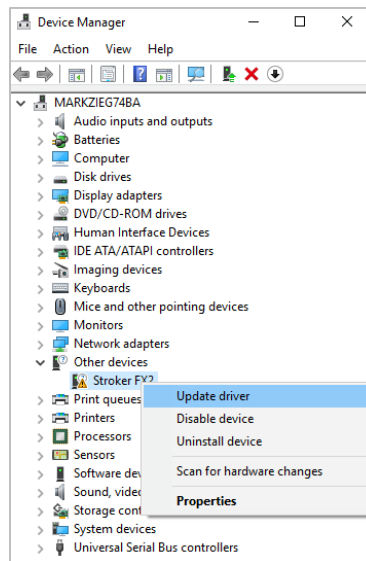 Device Manager
File Action View Help
MARKZIEG74BA
Audio inputs and outputs
Batteries
Computer
Disk drives
Display adapters
DVD/CD-ROM drives
Human Interface Devices
IDE ATA/ATAPI controllers
Imaging devices
Keyboards
Mice and other pointing devices
Monitors
Network adapters
Other devices
Stroker FX2
Update driver
Print queues
Disable device
Printers
Processors
Uninstall device
Sensors
Software dev
Scan for hardware changes
Sound, video
Properties
Storage cont
System devices
Universal Serial Bus controllers